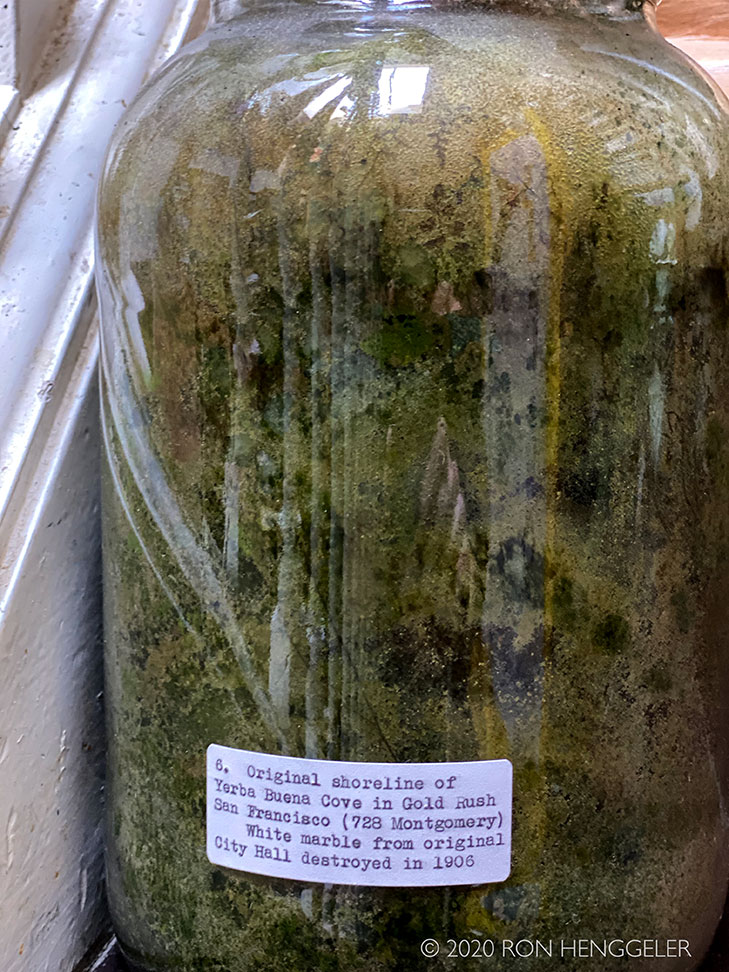 6. Original shoreline of
Yerba Buena Cove in Gold Rush
San Francisco (728 Montgomery)
White marble from original
City Hall destroyed in 1906
© 2020 RON HENGGELER